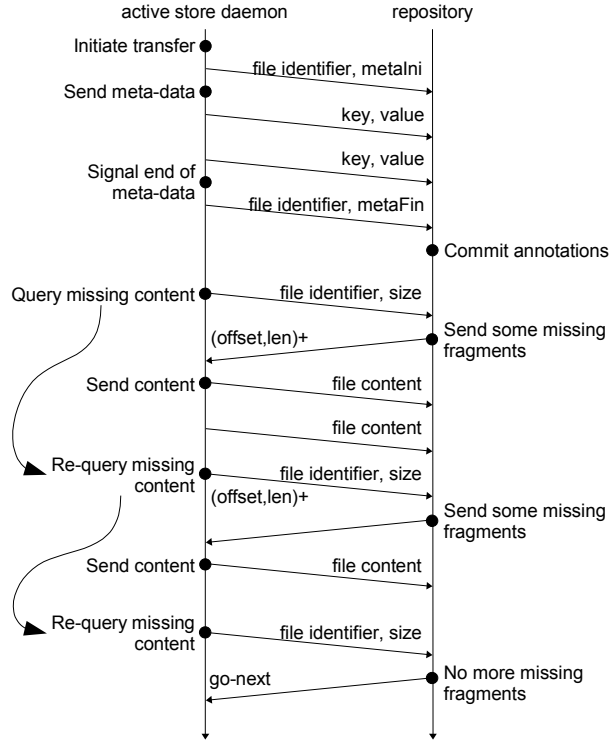 active store daemon
repository
Initiate transfer
file identifier, metaIni
Send meta-data
key, value
key, value
Signal end of
meta-data
file identifier, metaFin
Commit annotations
Query missing content
file identifier, size
Send some missing
fragments
(offset,len)+
Send content
file content
file content
Re-query missing
content
file identifier, size
(offset,len)+
Send some missing
fragments
Send content
file content
Re-query missing
content
file identifier, size
No more missing
fragments
go-next